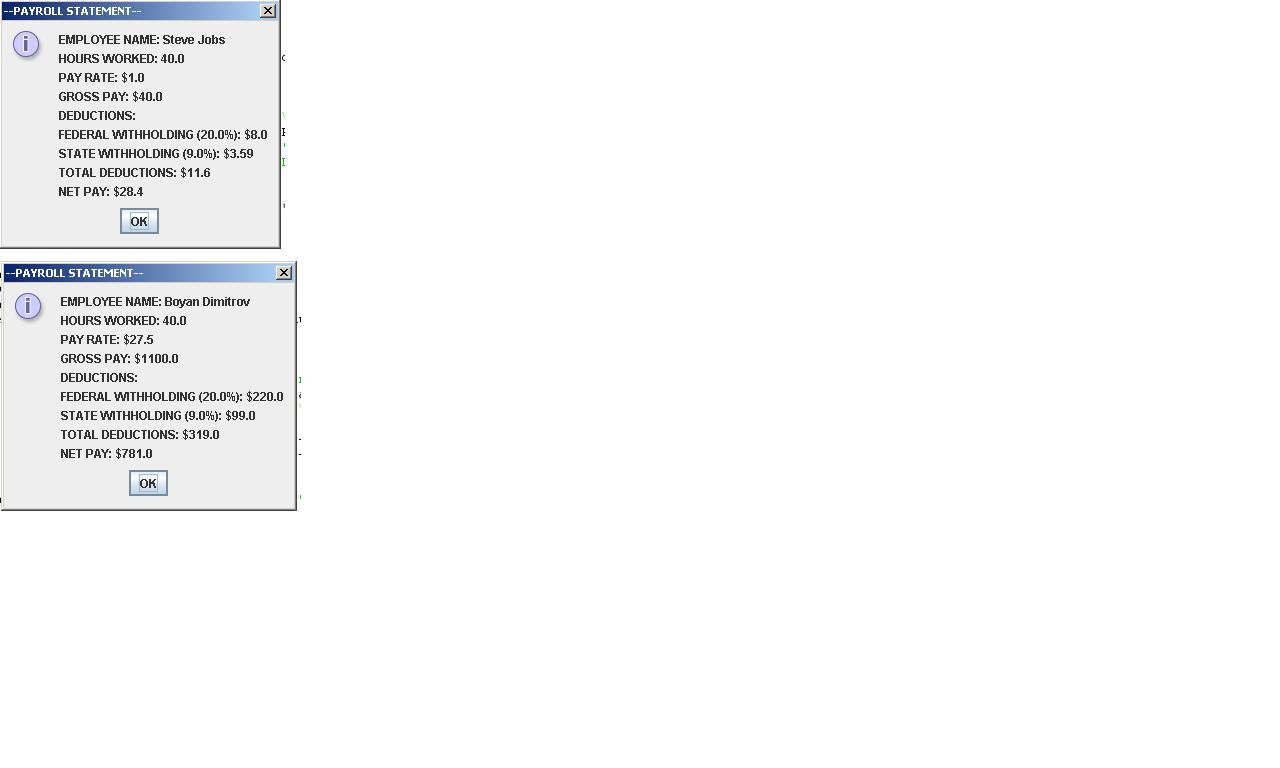 --PAYROLL STATEMENT--
EMPLOYEE NAME: Steve Jobs
HOURS WORKED: 40.0
PAY RATE: $1.0
GROSS PAY: $40.0
DEDUCTIONS:
FEDERAL WITHHOLDING (20.0%): $8.0
STATE WITHHOLDING (9.0%): $3.59
TOTAL DEDUCTIONS: $11.6
NET PAY: $28.4
OK
--PAYROLL STATEMENT--
EMPLOYEE NAME: Boyan Dimitrov
HOURS WORKED: 40.0
PAY RATE: $27.5
GROSS PAY: $1100.0
DEDUCTIONS:
FEDERAL WITHHOLDING (20.0%): $220.0
STATE WITHHOLDING (9.0%): $99.0
TOTAL DEDUCTIONS: $319.0
NET PAY: $781.0
OK